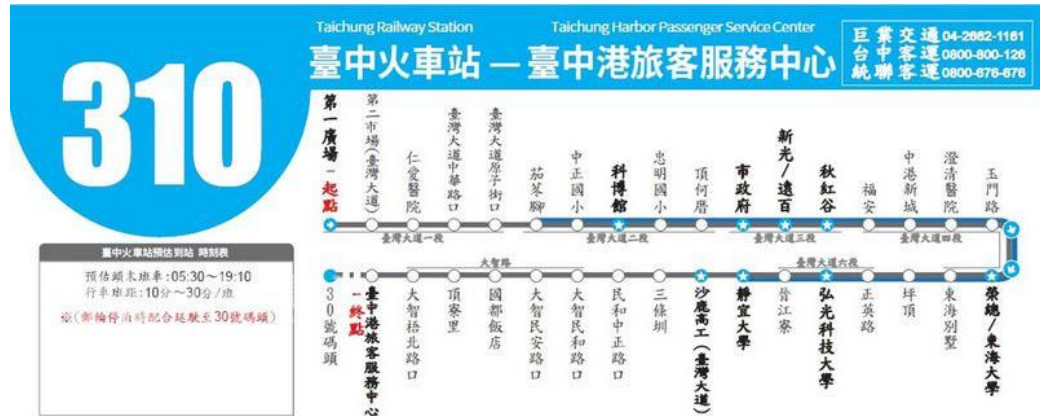 310
Taichung Railway Station
Taichung Harbor Passenger Service Center
臺中火車站 — 臺中港旅客服務中心
巨業交通 04-2662-1161
台中客運 0800-800-126
統聯客運 0800-676-676
第一廣場-起點
第二市場(臺灣大道)
仁愛醫院
臺灣大道中華路口
臺灣大道原子街口
茄苳腳
中正國小
科博館
忠明國小
頂何厝
市政府
新光/遠百
秋紅谷
福安
中港新城
澄清醫院
玉門路
臺灣大道一段
臺灣大道二段
臺灣大道三段
臺灣大道四段
臺中火車站預估到站 時刻表
預估頭末班車:05:30~19:10
行車班距:10分~30分/班
※(郵輪停泊時配合延駛至30號碼頭)
大智路
臺灣大道六段
30號碼頭
臺中港旅客服務中心-終點
大智梧北路口
頂寮里
國都飯店
大智民安路口
大智民和路口
民和中正路口
三條圳
沙鹿高工(臺灣大道)
靜宜大學
晉江寮
弘光科技大學
正英路
坪頂
東海別墅
榮總/東海大學